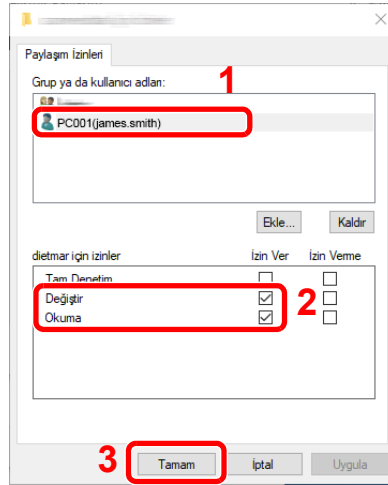 Paylaşım İzinleri
Grup ya da kullanıcı adları:
1
PC001(james.smith)
Ekle... Kaldır
dietmar için izinler İzin Ver İzin Verme
Tam Denetim
Değiştir
Okuma
2
3
Tamam İptal Uygula